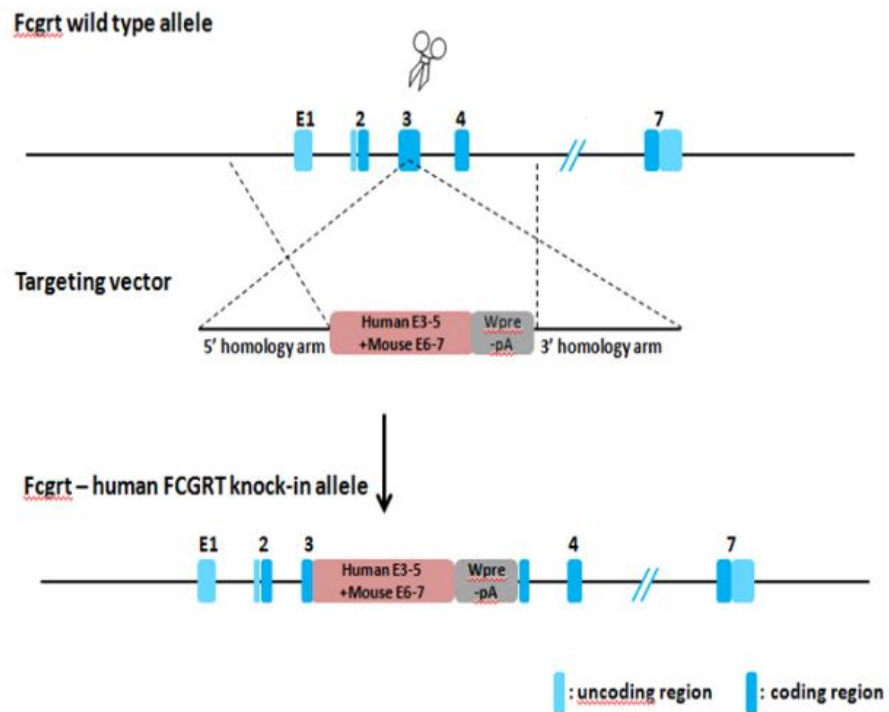 Fcgrt wild type allele
E1 2 3 4 7
Targeting vector
Human E3-5
+Mouse E6-7
Wpre
-pA
5' homology arm
3' homology arm
Fcgrt – human FCGRT knock-in allele
E1 2 3 4 7
Human E3-5
+Mouse E6-7
Wpre
-pA
: uncoding region
: coding region